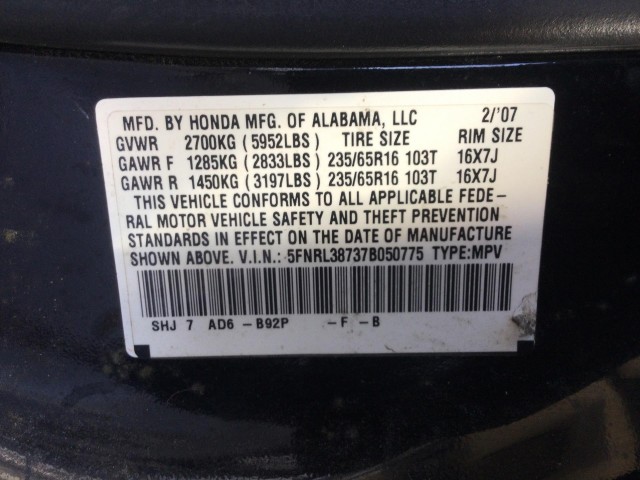 MFD. BY HONDA MFG. OF ALABAMA, LLC 2/'07
GVWR 2700KG (5952LBS) TIRE SIZE RIM SIZE
GAWR F 1285KG (2833LBS) 235/65R16 103T 16X7J
GAWR R 1450KG (3197LBS) 235/65R16 103T 16X7J
THIS VEHICLE CONFORMS TO ALL APPLICABLE FEDE-
RAL MOTOR VEHICLE SAFETY AND THEFT PREVENTION
STANDARDS IN EFFECT ON THE DATE OF MANUFACTURE
SHOWN ABOVE. V.I.N.: 5FNRL38737B050775 TYPE:MPV
SHJ 7 AD6 -B92P -F -B